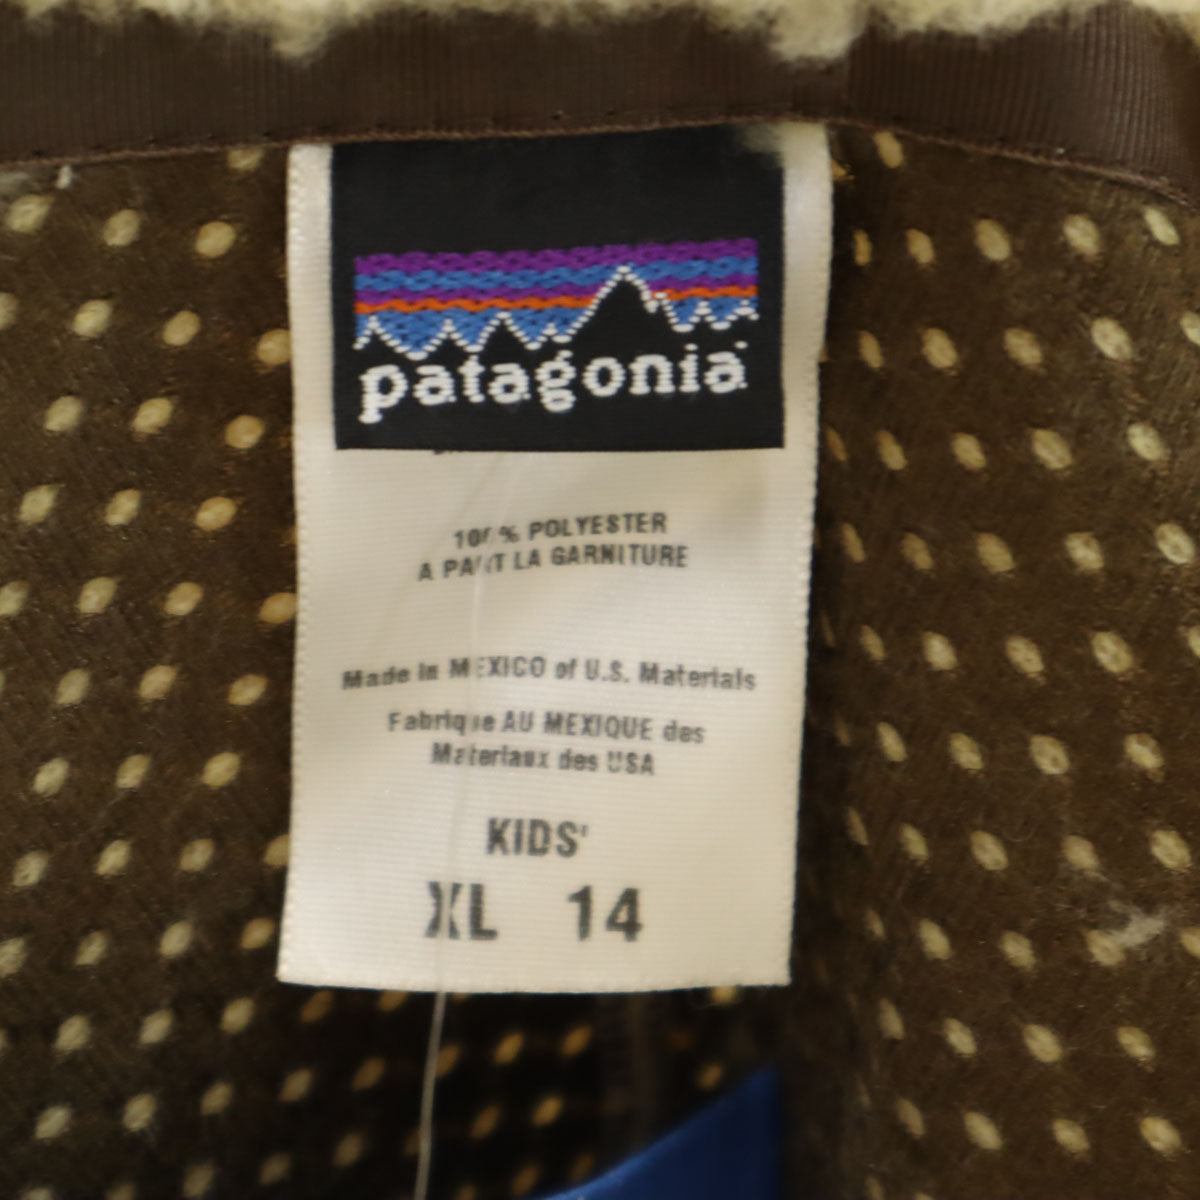 patagonia
100% POLYESTER
A PART LA GARNITURE
Made in MEXICO of U.S. Materials
Fabrique AU MEXIQUE des
Materiaux des USA
KIDS'
XL 14